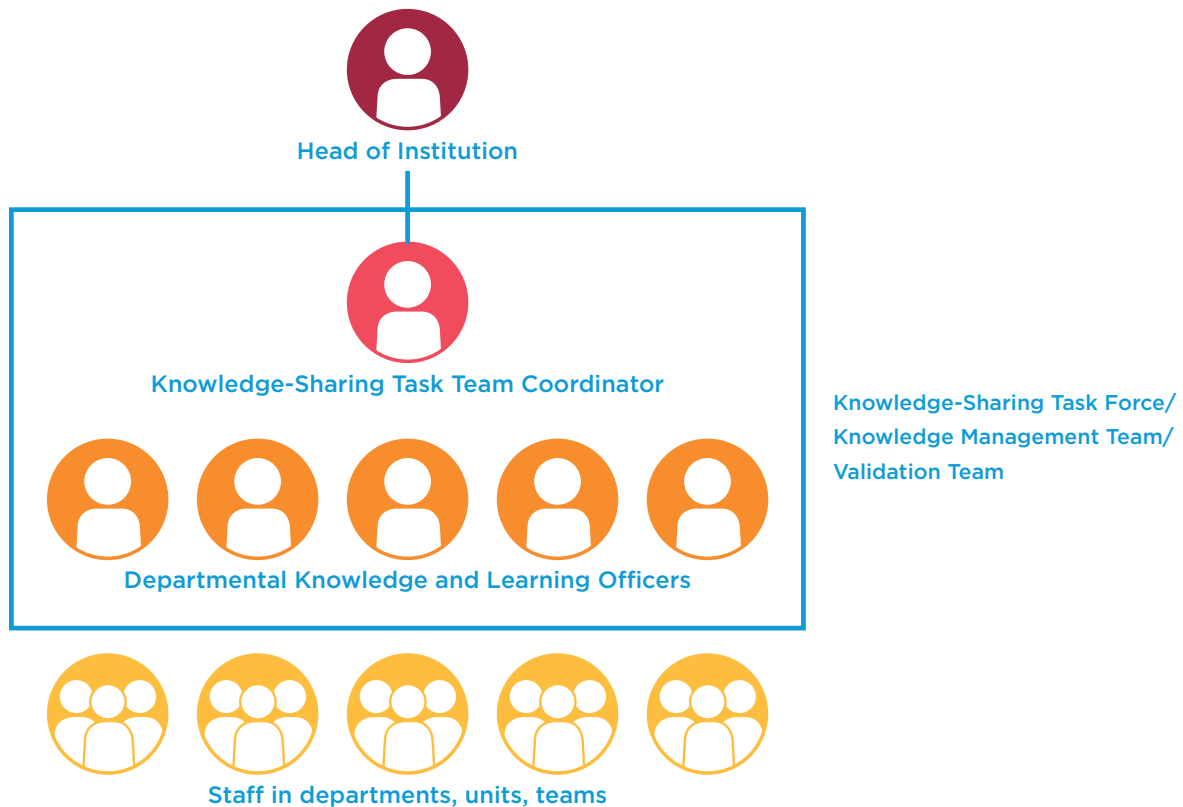 Head of Institution
Knowledge-Sharing Task Team Coordinator
Knowledge-Sharing Task Force/
Knowledge Management Team/
Validation Team
Departmental Knowledge and Learning Officers
Staff in departments, units, teams